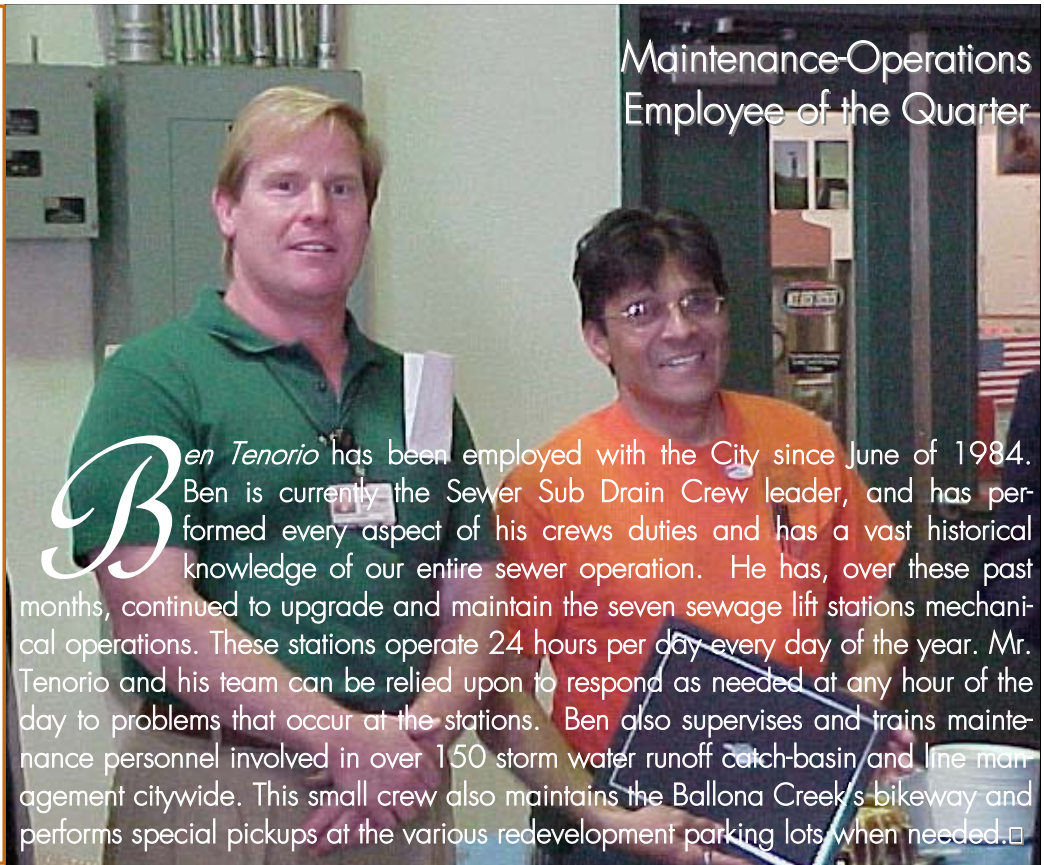 Maintenance-Operations
Employee of the Quarter
Ben Tenorio has been employed with the City since June of 1984.
Ben is currently the Sewer Sub Drain Crew leader, and has per-
formed every aspect of his crews duties and has a vast historical
knowledge of our entire sewer operation.  He has, over these past
months, continued to upgrade and maintain the seven sewage lift stations mechani-
cal operations. These stations operate 24 hours per day every day of the year. Mr.
Tenorio and his team can be relied upon to respond as needed at any hour of the
day to problems that occur at the stations.  Ben also supervises and trains mainte-
nance personnel involved in over 150 storm water runoff catch-basin and line man-
agement citywide. This small crew also maintains the Ballona Creek's bikeway and
performs special pickups at the various redevelopment parking lots when needed.□